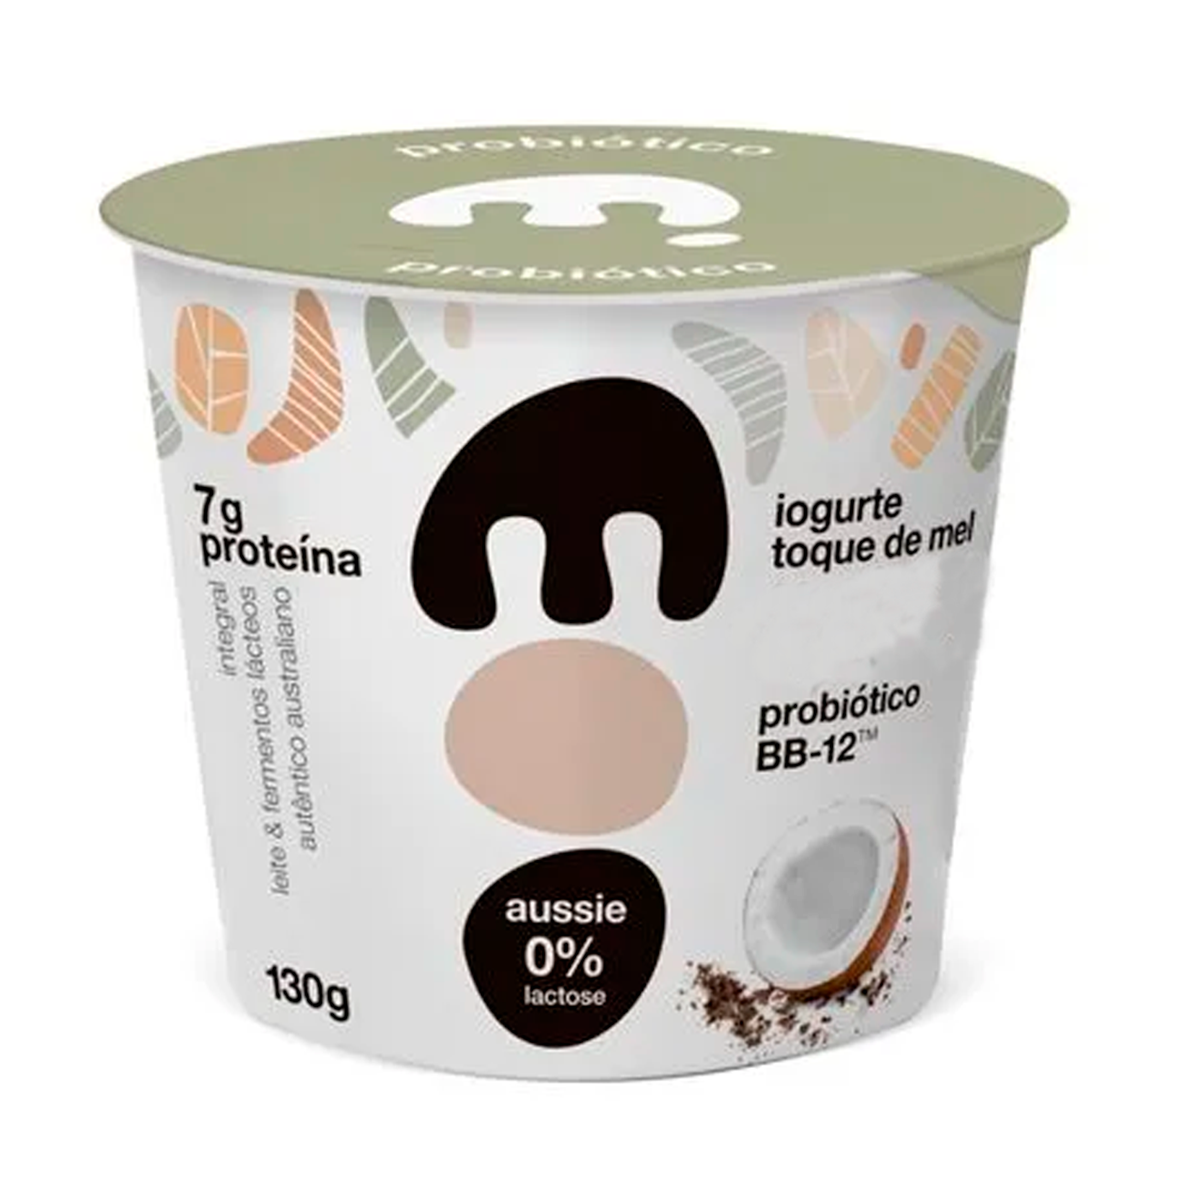 probiótico
probiótico
7g
proteína
integral
leite & fermentos lácteos
autêntico australiano
130g
iogurte
toque de mel
probiótico
BB-12™
aussie
0%
lactose